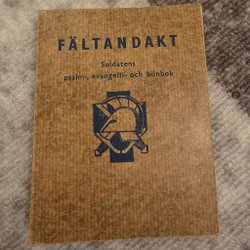 FÄLTANDAKT
Soldatens
psalm-, evangelii- och bönbok